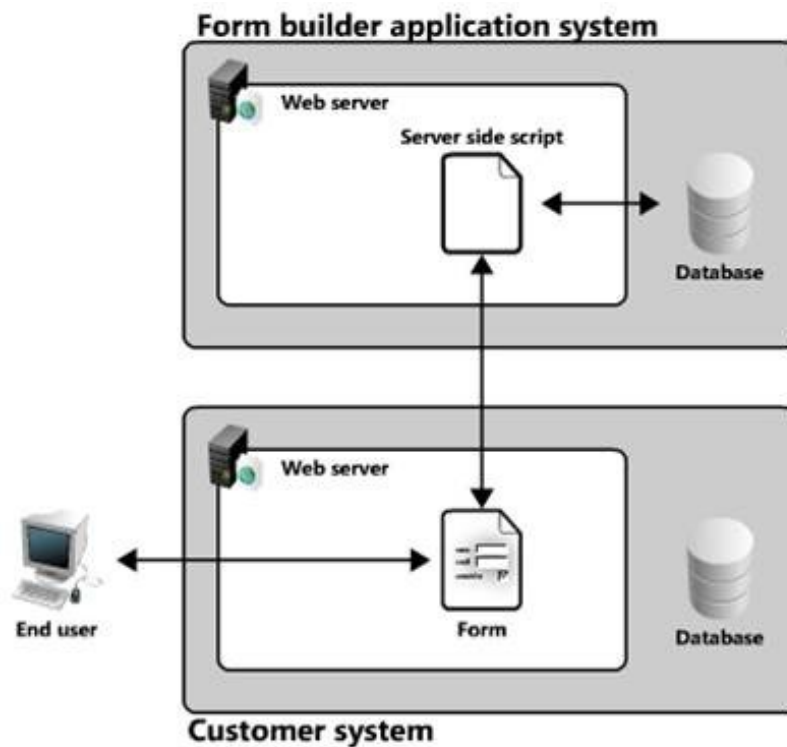 Form builder application system
Web server
Server side script
Database
Web server
End user
Form
Database
Customer system